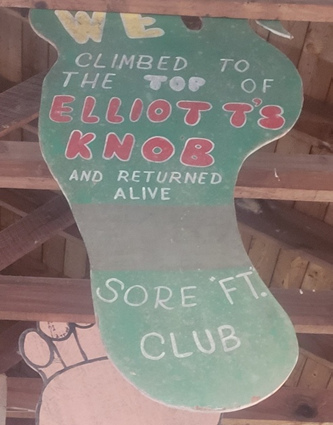 WE
CLIMBED TO
THE TOP OF
ELLIOTT'S
KNOB
AND RETURNED
ALIVE
SORE 'FT.
CLUB